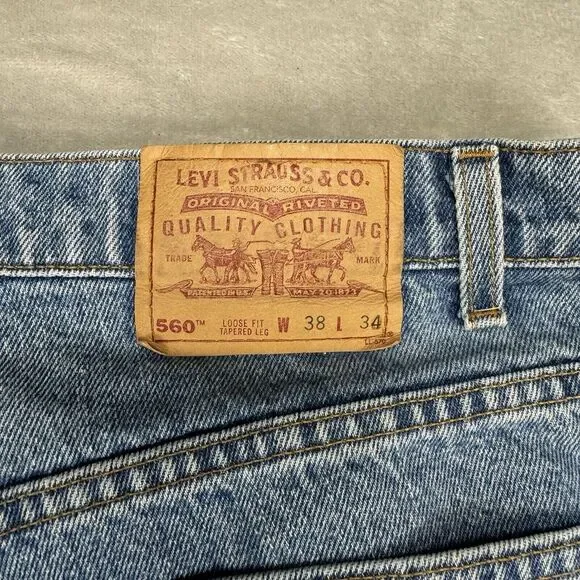 LEVI STRAUSS & CO.
SAN FRANCISCO, CAL.
ORIGINAL RIVETED
QUALITY CLOTHING
TRADE MARK
MAY 20 1873
560™ LOOSE FIT W 38 L 34
TAPERED LEG